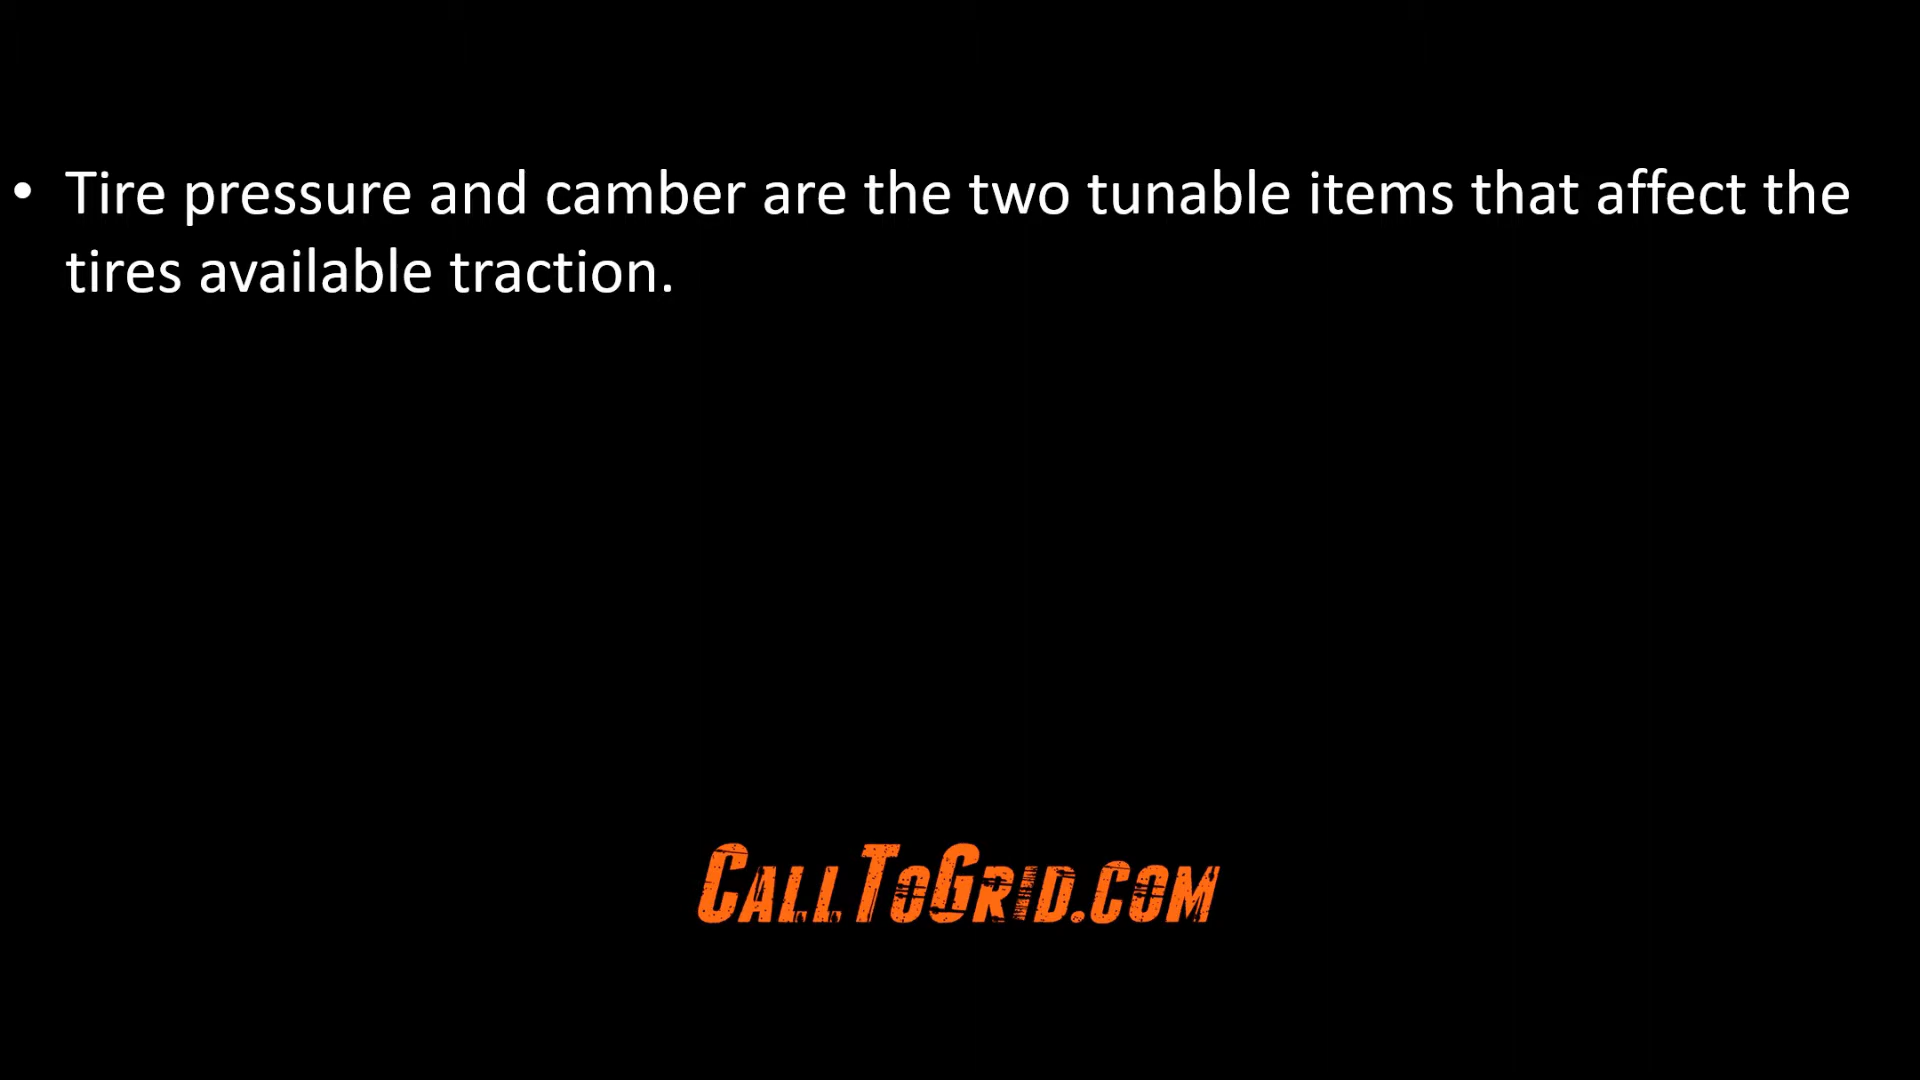 • Tire pressure and camber are the two tunable items that affect the
tires available traction.
CallToGrid.com